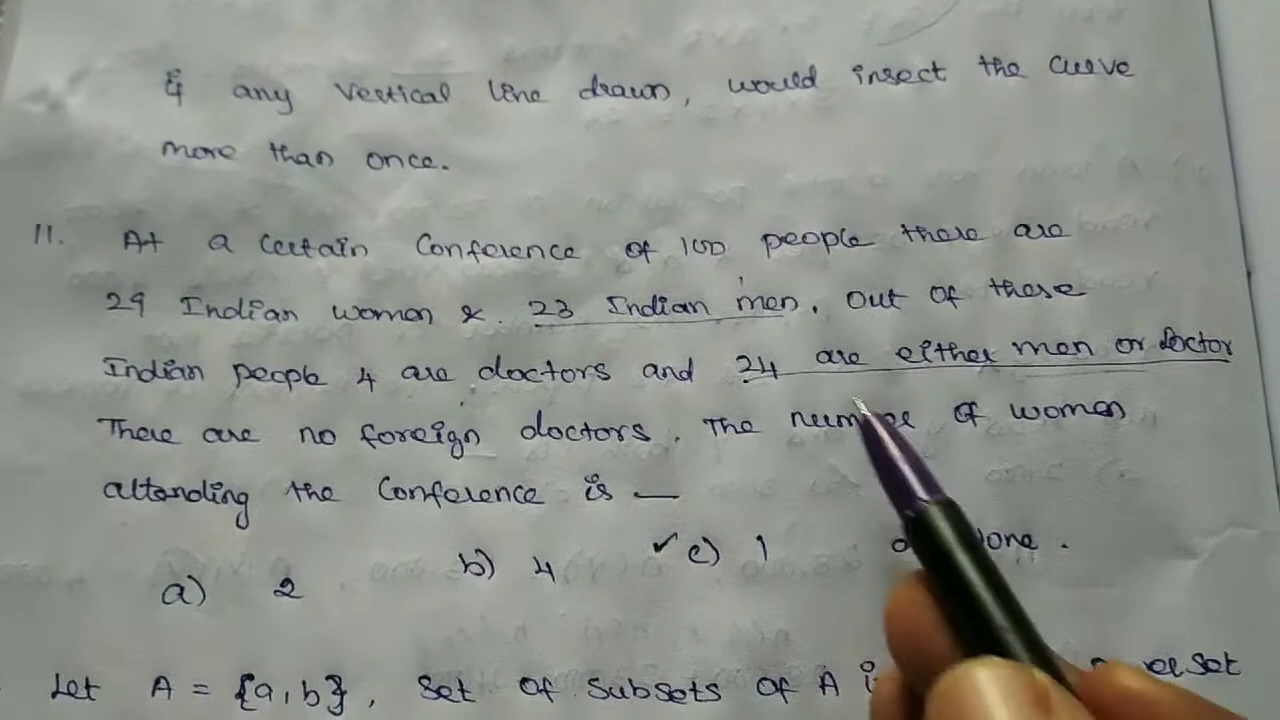 if any vertical line drawn, would insect the curve
more than once.
11. At a certain Conference of 100 people there are
29 Indian women & 23 Indian men. Out of these
Indian people 4 are doctors and 24 are either men or doctor
There are no foreign doctors. The number of women
attending the Conference is —
a) 2 b) 4 ✓ c) 1 None.
Let A = {a, b}, Set of Subsets of A